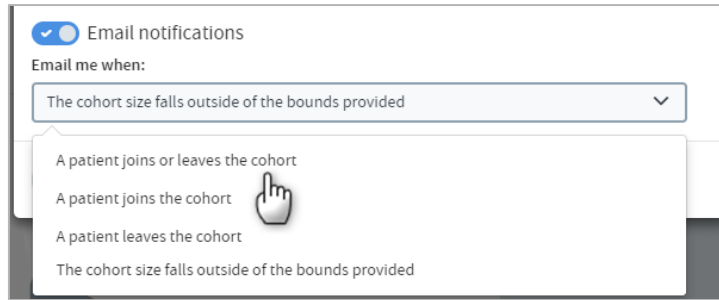 Email notifications
Email me when:
The cohort size falls outside of the bounds provided
A patient joins or leaves the cohort
A patient joins the cohort
A patient leaves the cohort
The cohort size falls outside of the bounds provided